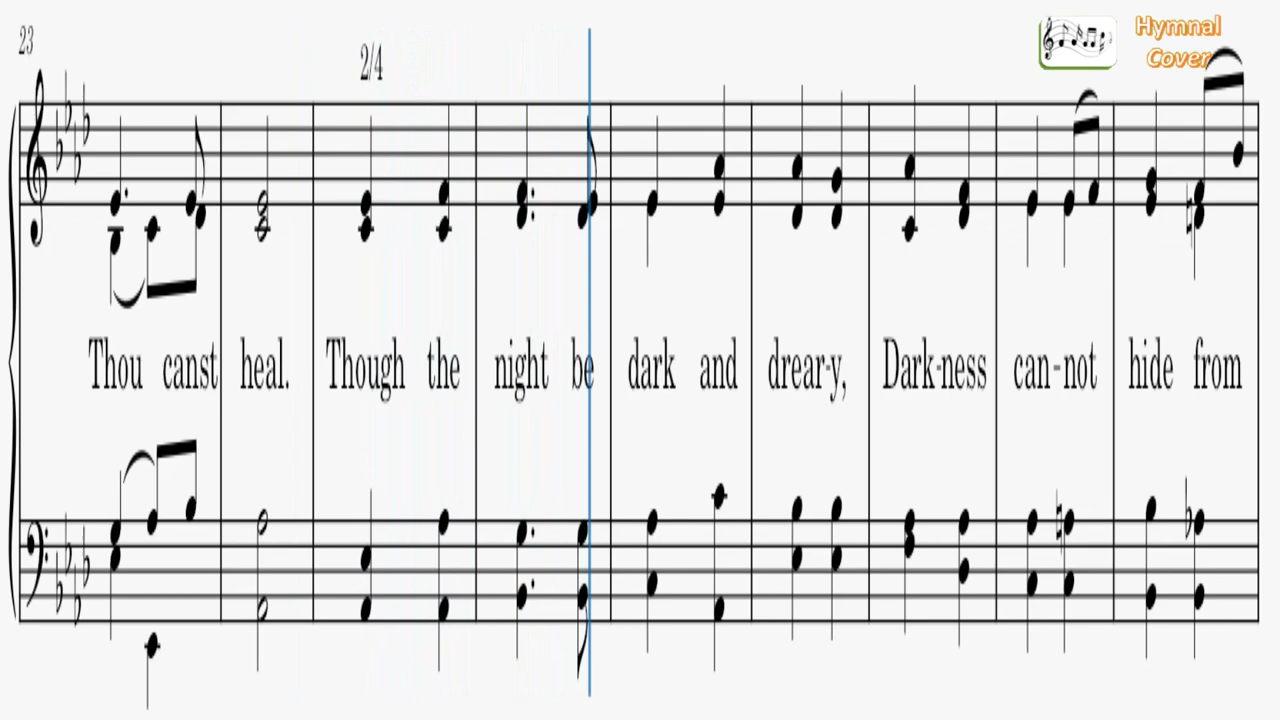 23
2/4
Hymnal
Cover
Thou canst heal. Though the night be dark and drear-y, Dark-ness can-not hide from